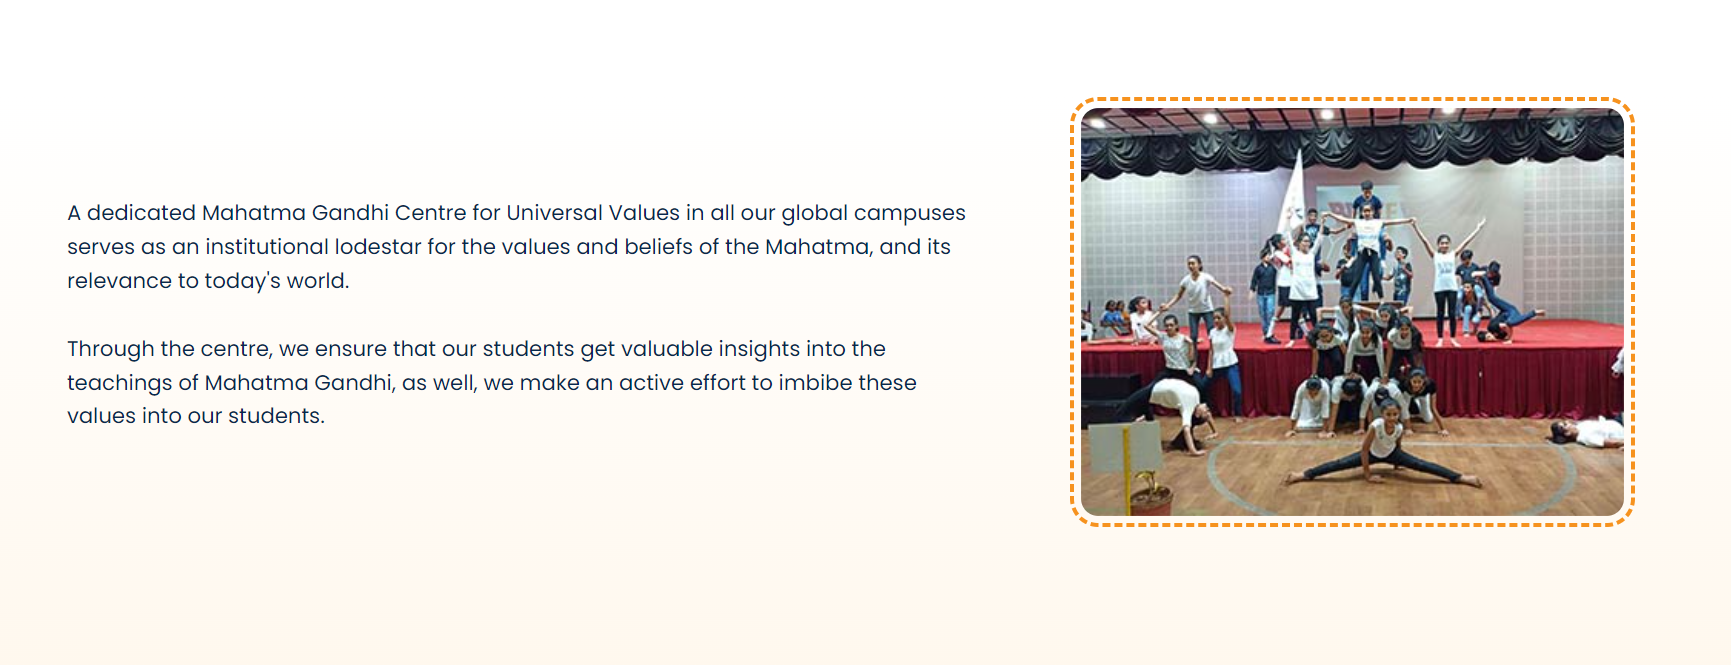 A dedicated Mahatma Gandhi Centre for Universal Values in all our global campuses
serves as an institutional lodestar for the values and beliefs of the Mahatma, and its
relevance to today's world.
Through the centre, we ensure that our students get valuable insights into the
teachings of Mahatma Gandhi, as well, we make an active effort to imbibe these
values into our students.